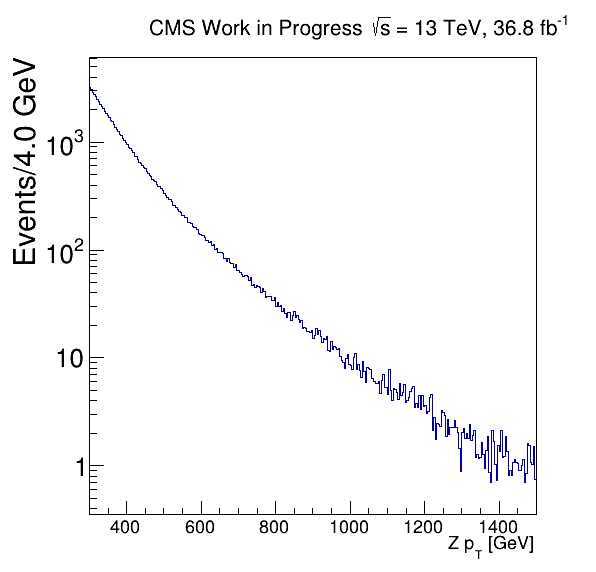 CMS Work in Progress √s = 13 TeV, 36.8 fb⁻¹
Events/4.0 GeV
10³
10²
10
1
400 600 800 1000 1200 1400
Z p_T [GeV]